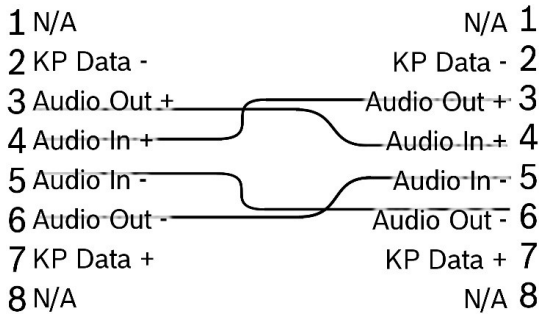 1 N/A N/A 1
2 KP Data - KP Data - 2
3 Audio Out + Audio Out + 3
4 Audio In + Audio In + 4
5 Audio In - Audio In - 5
6 Audio Out - Audio Out - 6
7 KP Data + KP Data + 7
8 N/A N/A 8